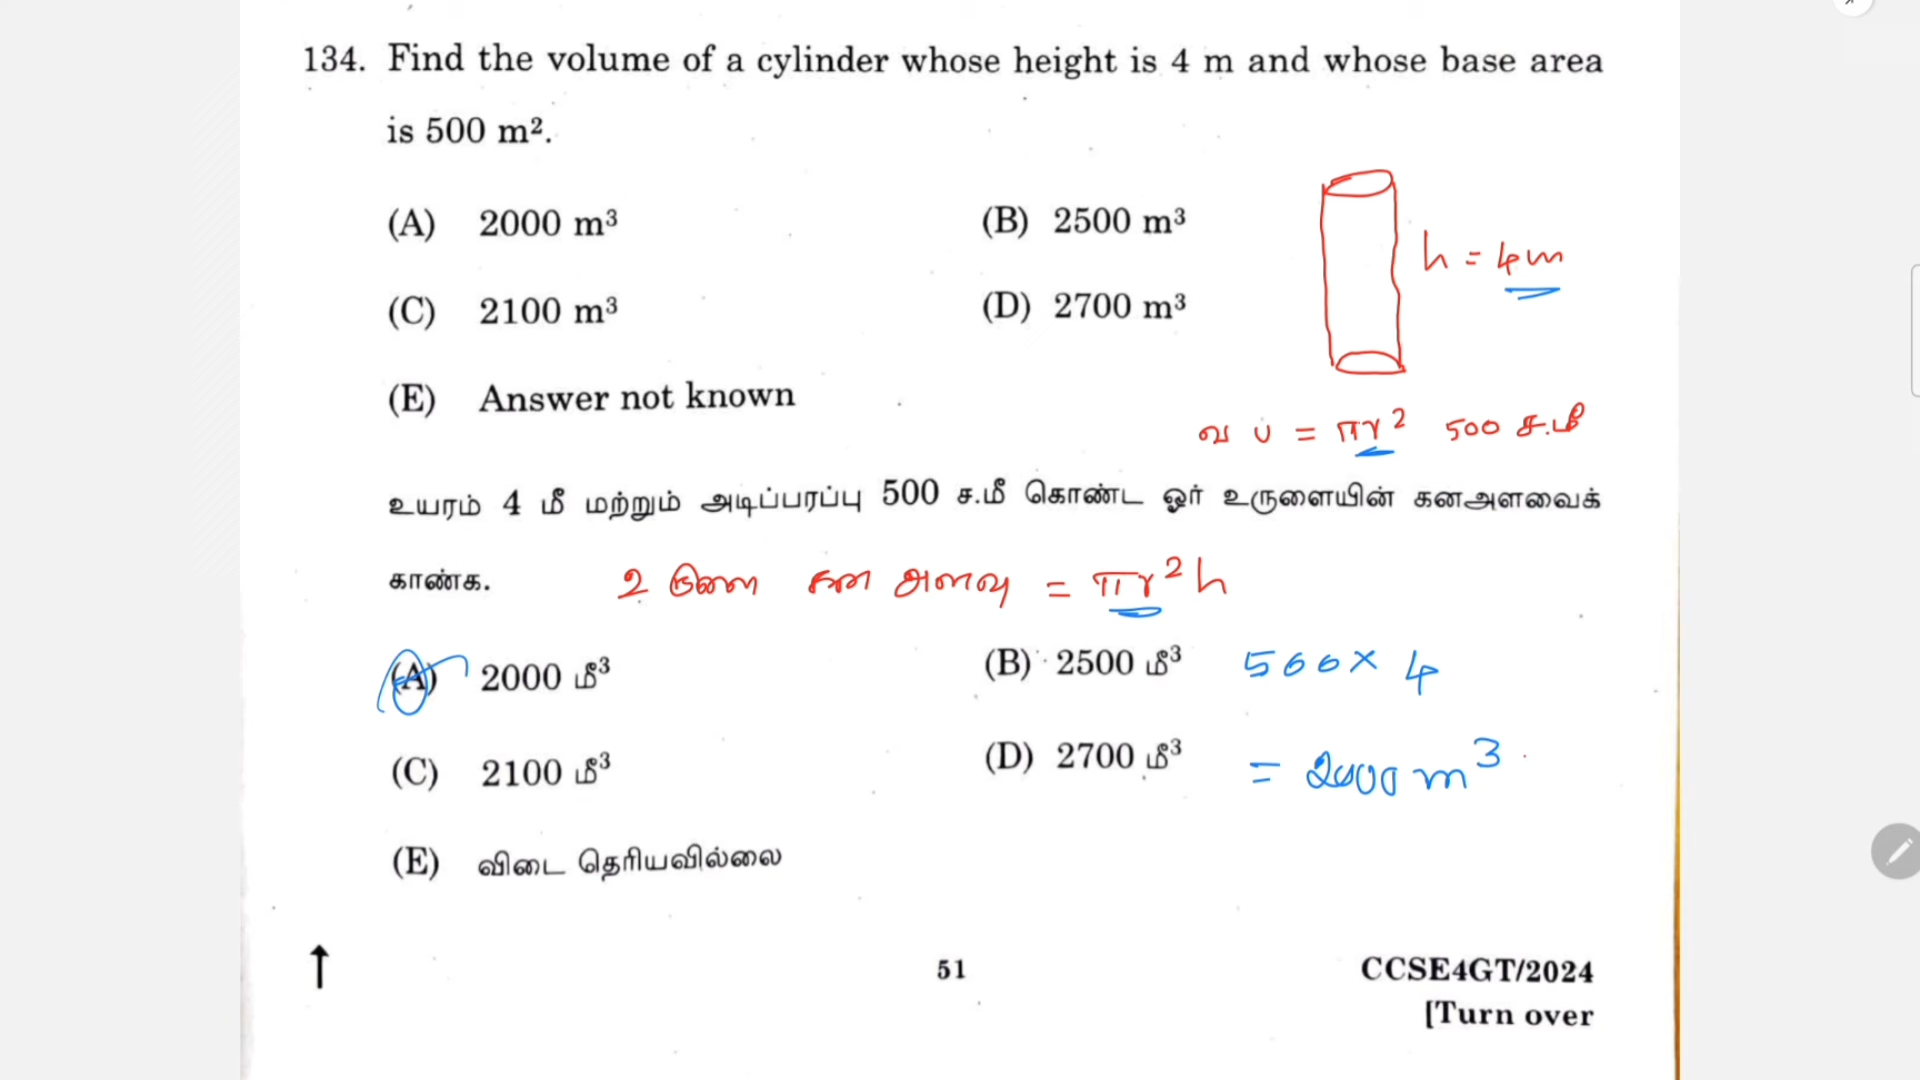 134. Find the volume of a cylinder whose height is 4 m and whose base area
is 500 m².
(A) 2000 m³ (B) 2500 m³
h = 4m
(C) 2100 m³ (D) 2700 m³
(E) Answer not known
வ ப = πr² 500 ச.மீ
உயரம் 4 மீ மற்றும் அடிப்பரப்பு 500 ச.மீ கொண்ட ஓர் உருளையின் கனஅளவைக்
காண்க. உருளை கன அளவு = πr²h
(A) 2000 மீ³ (B) 2500 மீ³ 500 × 4
(C) 2100 மீ³ (D) 2700 மீ³ = 2000 m³
(E) விடை தெரியவில்லை
51 CCSE4GT/2024
[Turn over